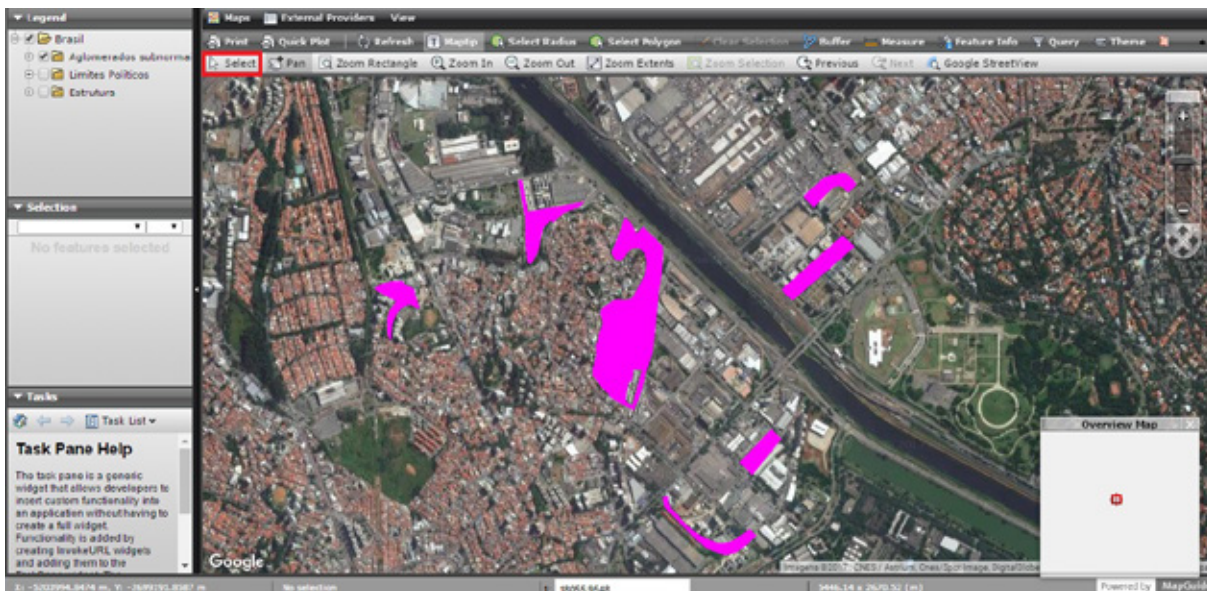 Legend
Maps External Providers View
Brasil
Aglomerados subnorma
Limites Políticos
Estrutura
Print Quick Plot Refresh Maptip Select Radius Select Polygon Clear Selection Buffer Measure Feature Info Query Theme
Select Pan Zoom Rectangle Zoom In Zoom Out Zoom Extents Zoom Selection Previous Next Google StreetView
Selection
No features selected
Tasks
Task List
Task Pane Help
The task pane is a generic
widget that allows developers to
insert custom functionality into
an application without having to
create a full widget.
Functionality is added by
creating InvokeURL widgets
and adding them to the
Overview Map
Google
No selection
5446.14 x 2670.52 (m)
Powered by MapGuid